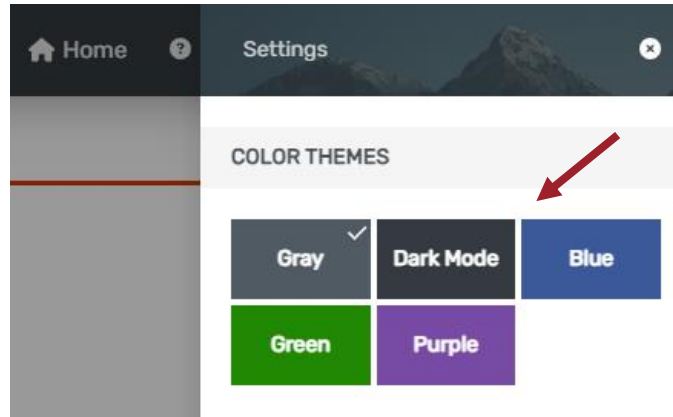 Home ? Settings
COLOR THEMES
Gray Dark Mode Blue
Green Purple